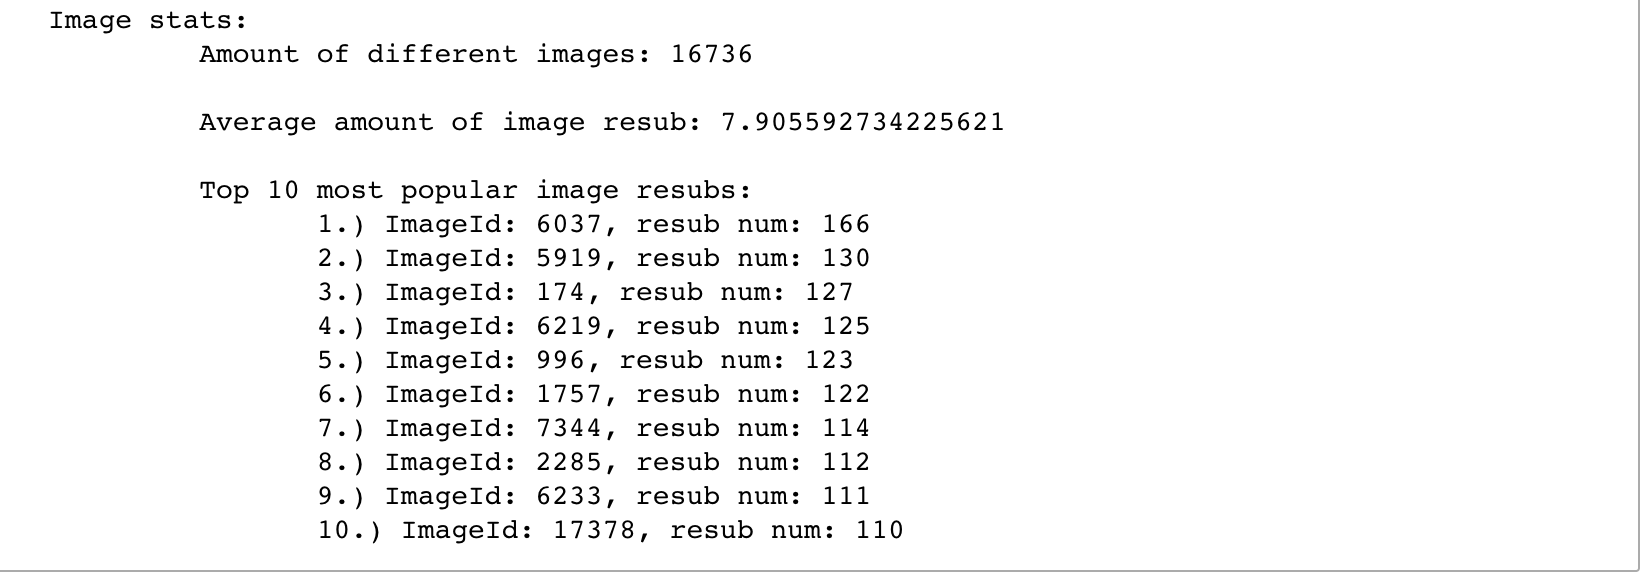 Image stats:
Amount of different images: 16736
Average amount of image resub: 7.905592734225621
Top 10 most popular image resubs:
1.) ImageId: 6037, resub num: 166
2.) ImageId: 5919, resub num: 130
3.) ImageId: 174, resub num: 127
4.) ImageId: 6219, resub num: 125
5.) ImageId: 996, resub num: 123
6.) ImageId: 1757, resub num: 122
7.) ImageId: 7344, resub num: 114
8.) ImageId: 2285, resub num: 112
9.) ImageId: 6233, resub num: 111
10.) ImageId: 17378, resub num: 110